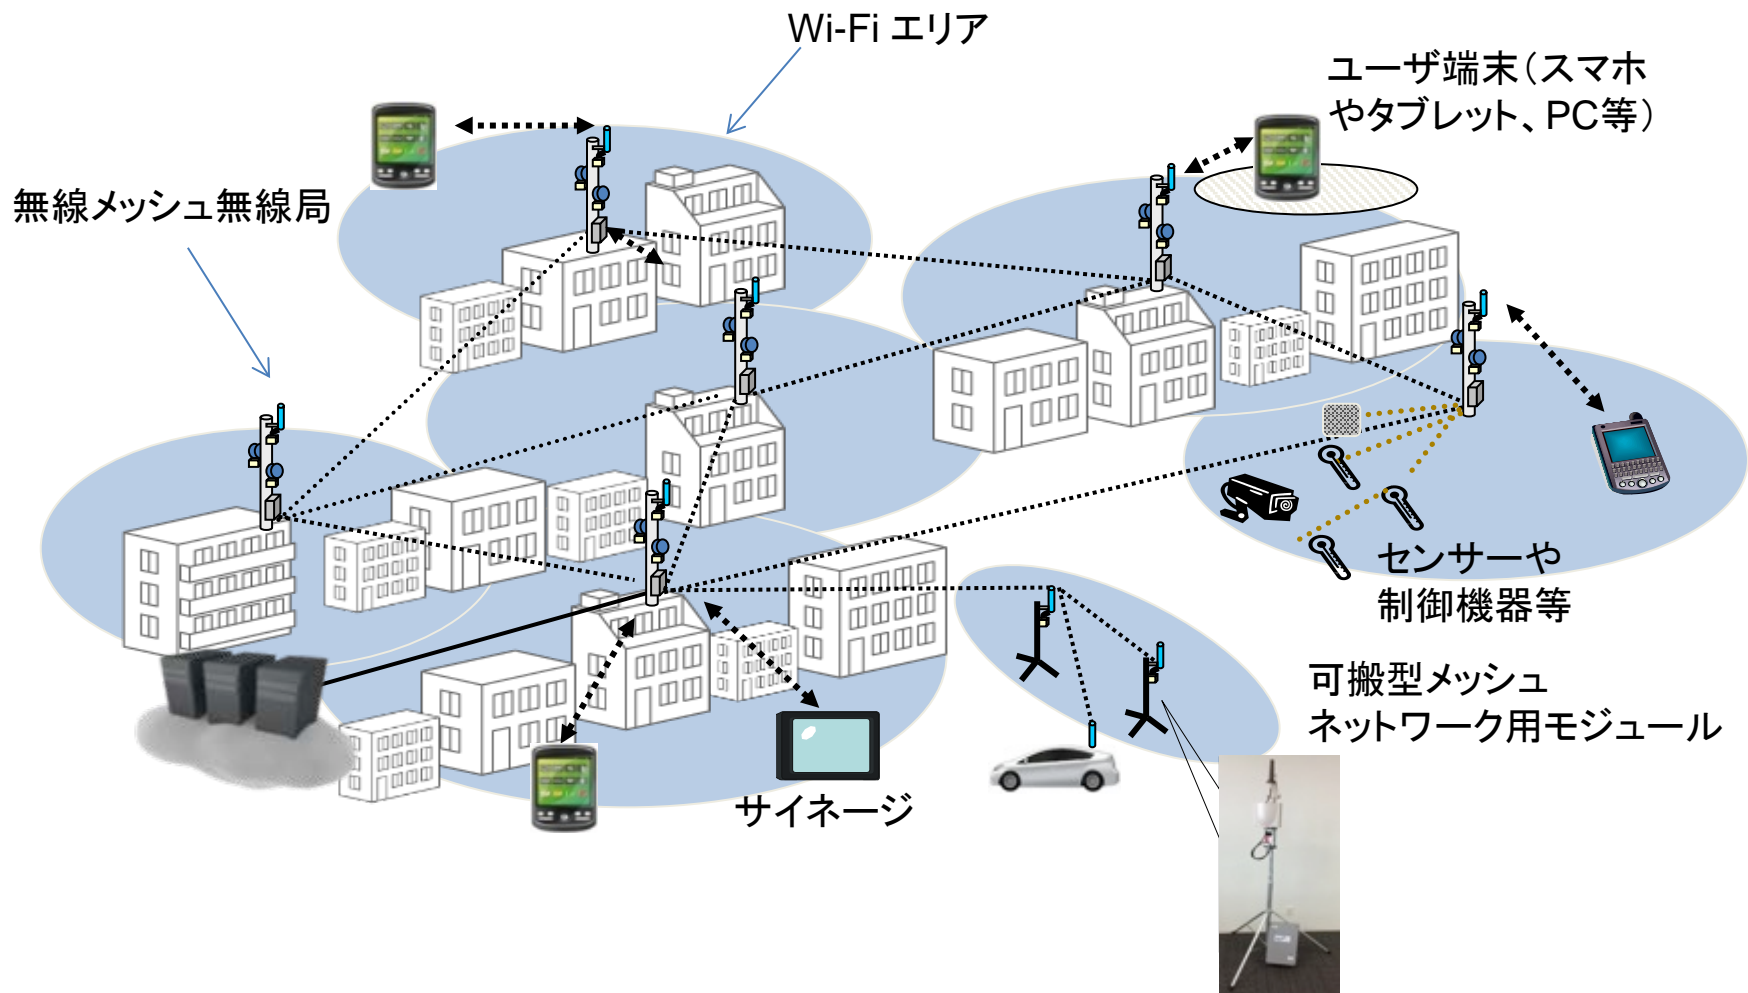 Wi-Fi エリア
ユーザ端末（スマホ
やタブレット、PC等）
無線メッシュ無線局
センサーや
制御機器等
可搬型メッシュ
ネットワーク用モジュール
サイネージ